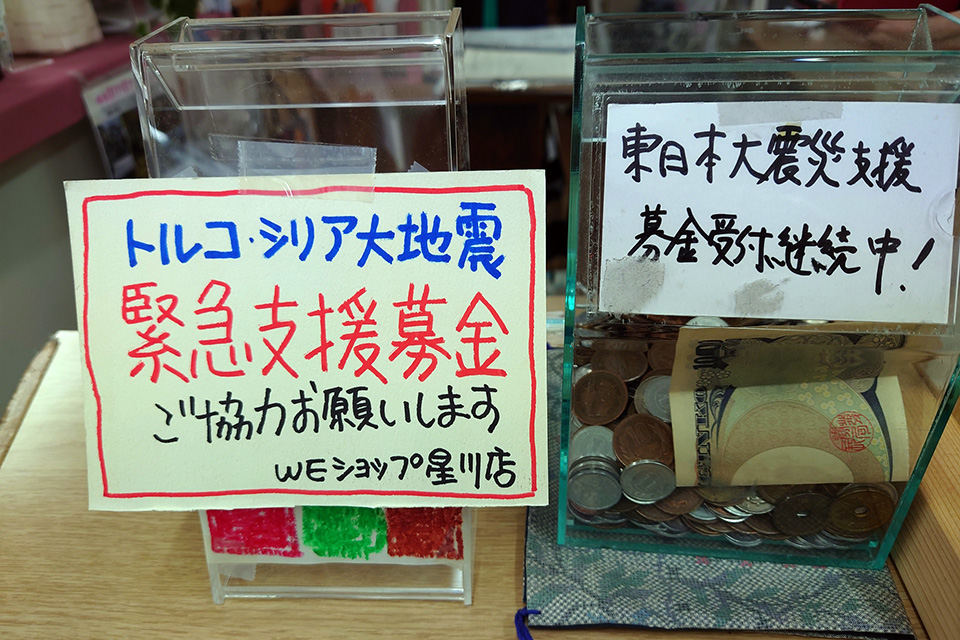 トルコ・シリア大地震
緊急支援募金
ご協力お願いします
WEショップ星川店
東日本大震災支援
募金受付継続中!